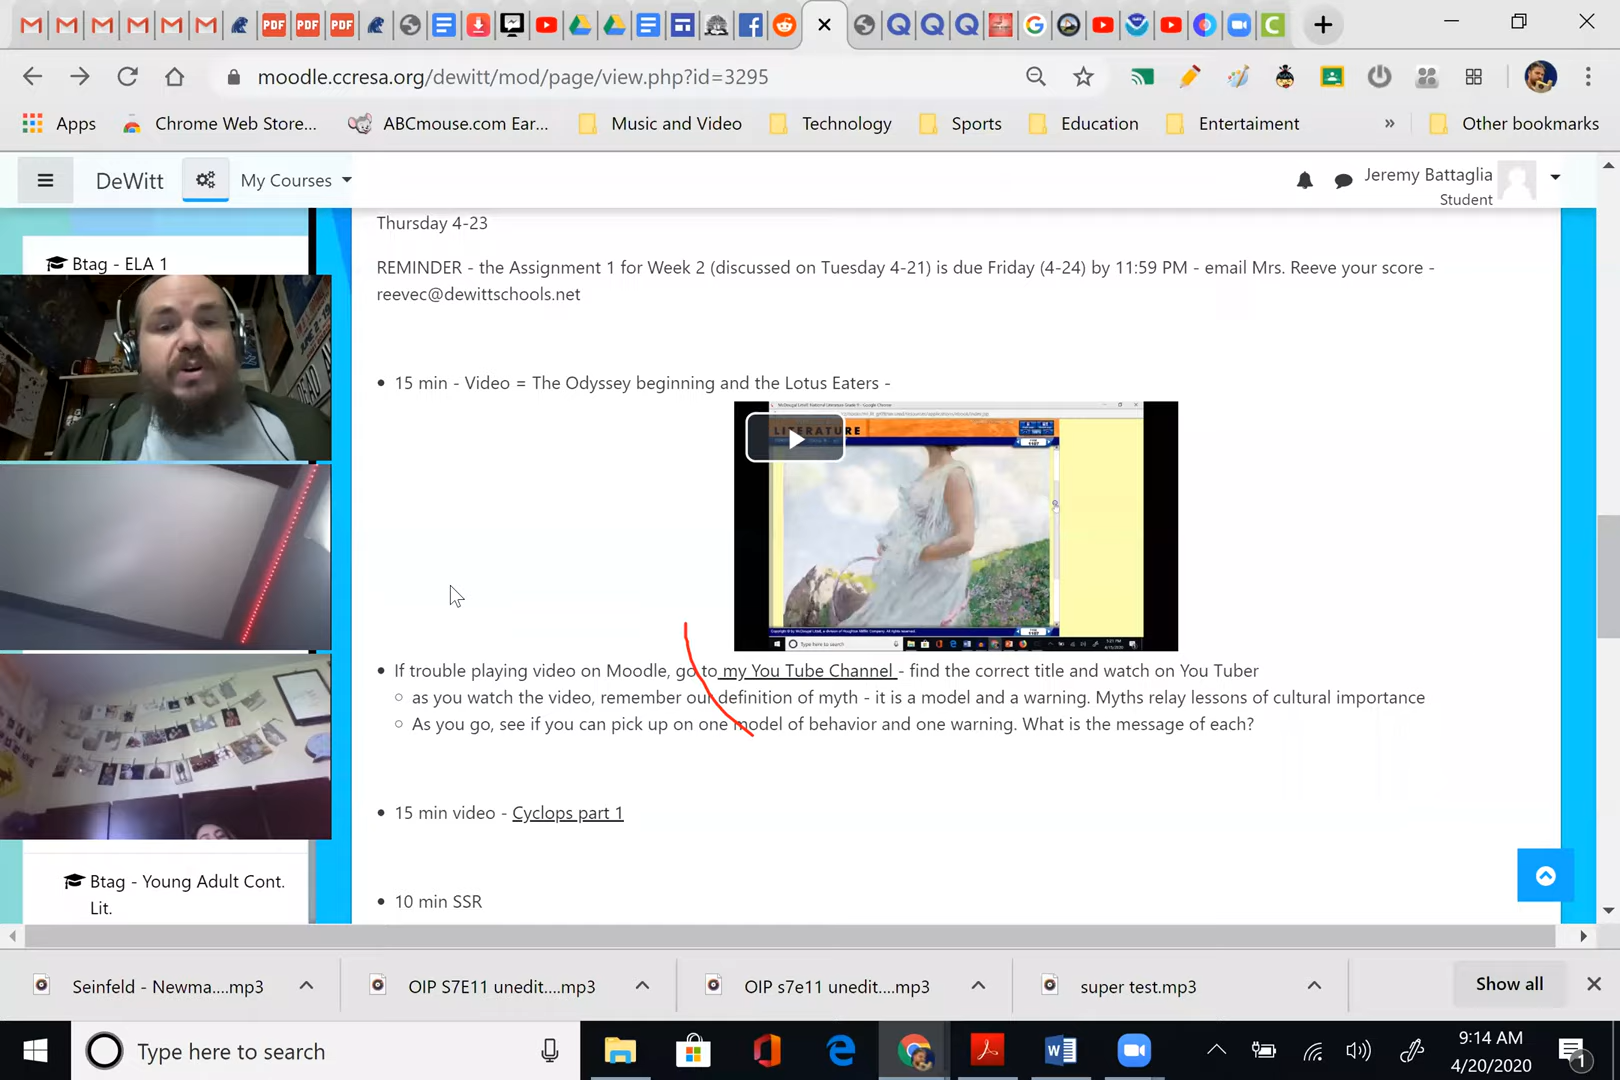 PDF PDF PDF
moodle.ccresa.org/dewitt/mod/page/view.php?id=3295
Apps Chrome Web Store... ABCmouse.com Ear... Music and Video Technology Sports Education Entertaiment » Other bookmarks
DeWitt My Courses Jeremy Battaglia
Student
Thursday 4-23
Btag - ELA 1
REMINDER - the Assignment 1 for Week 2 (discussed on Tuesday 4-21) is due Friday (4-24) by 11:59 PM - email Mrs. Reeve your score -
reevec@dewittschools.net
• 15 min - Video = The Odyssey beginning and the Lotus Eaters -
LITERATURE
Type here to search
• If trouble playing video on Moodle, go to my You Tube Channel - find the correct title and watch on You Tuber
○ as you watch the video, remember our definition of myth - it is a model and a warning. Myths relay lessons of cultural importance
○ As you go, see if you can pick up on one model of behavior and one warning. What is the message of each?
• 15 min video - Cyclops part 1
Btag - Young Adult Cont.
Lit.
• 10 min SSR
Seinfeld - Newma....mp3 OIP S7E11 unedit....mp3 OIP s7e11 unedit....mp3 super test.mp3 Show all
Type here to search
9:14 AM
4/20/2020
1